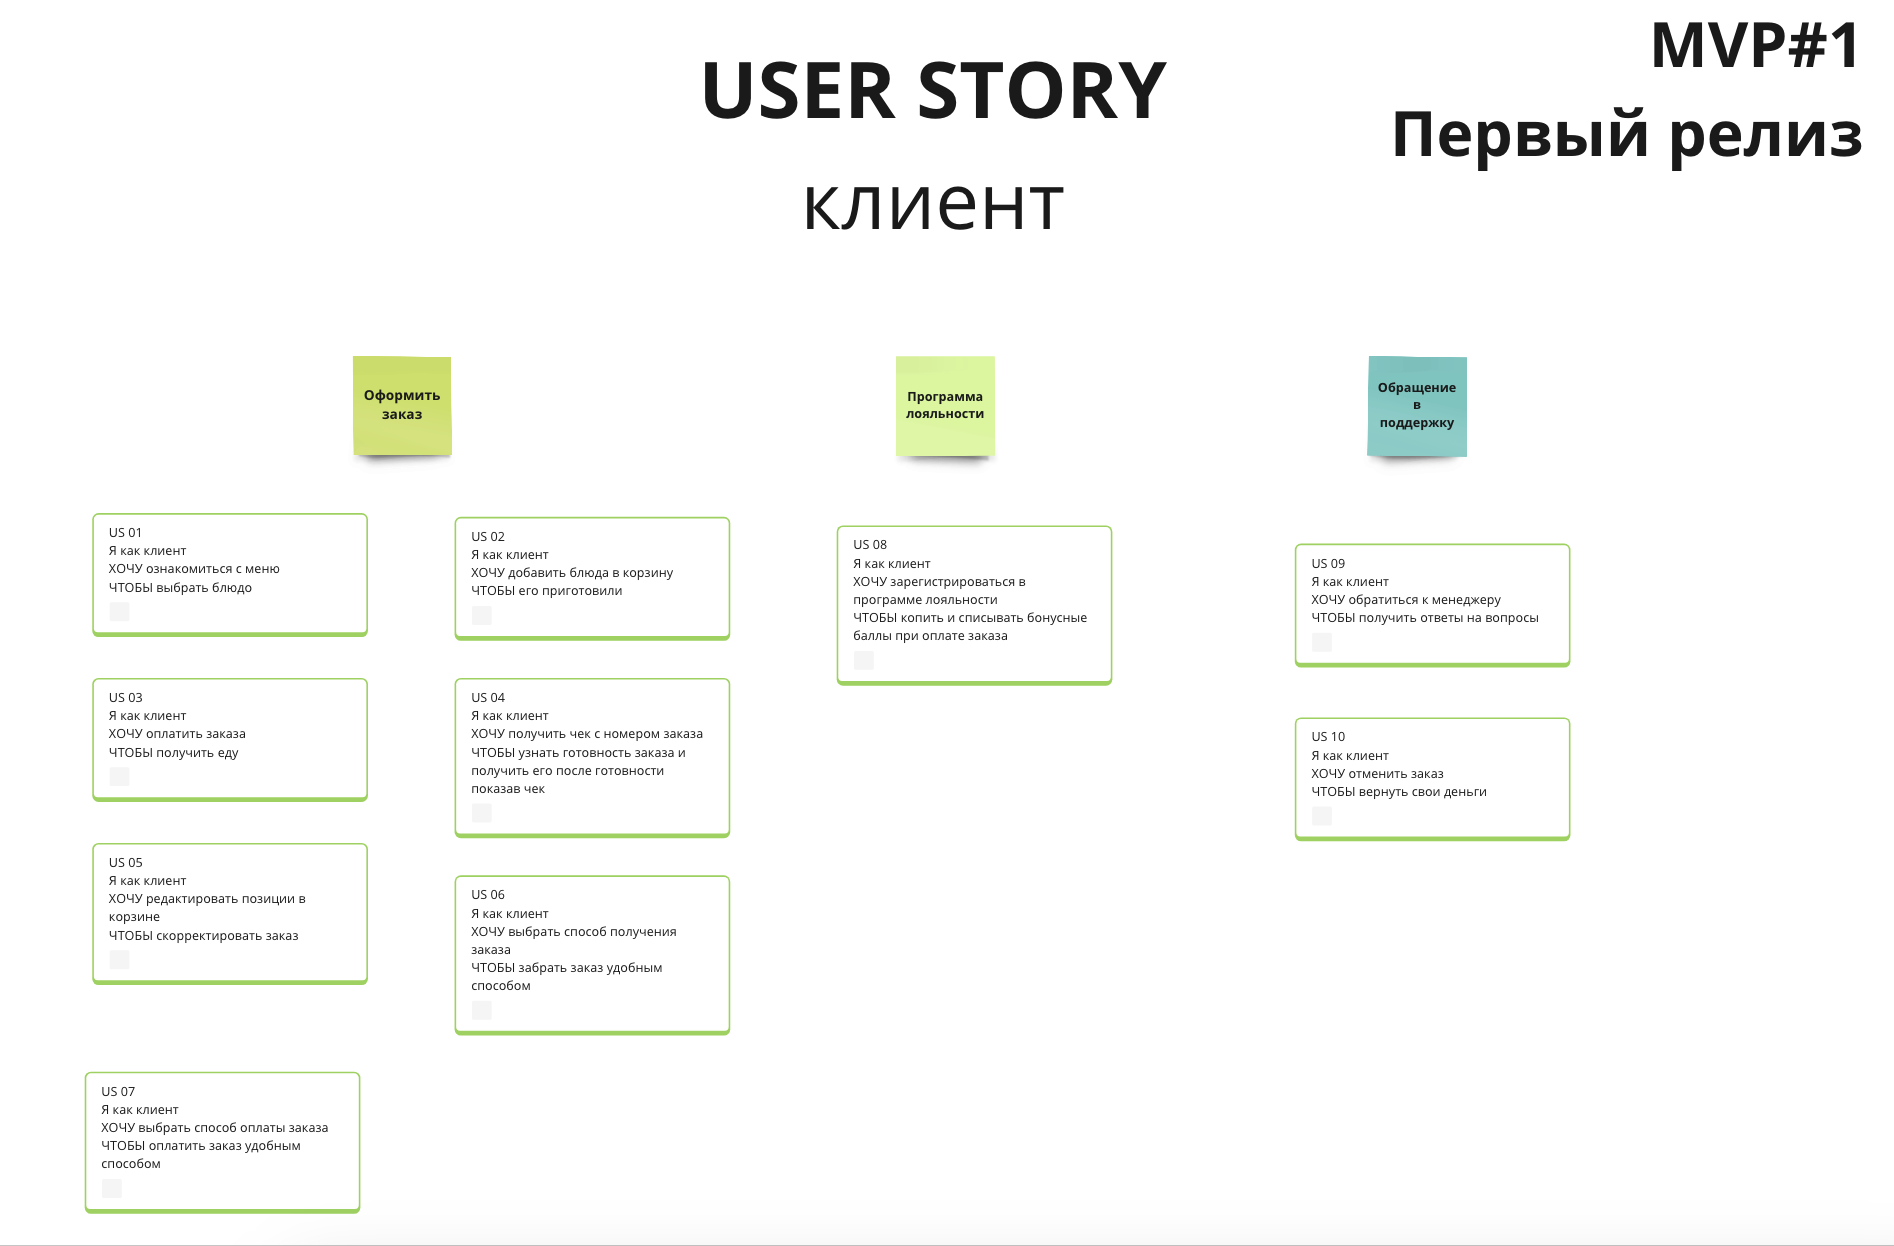 MVP#1
Первый релиз
USER STORY
клиент
Оформить
заказ
Программа
лояльности
Обращение
в
поддержку
US 01
Я как клиент
ХОЧУ ознакомиться с меню
ЧТОБЫ выбрать блюдо
US 02
Я как клиент
ХОЧУ добавить блюда в корзину
ЧТОБЫ его приготовили
US 03
Я как клиент
ХОЧУ оплатить заказа
ЧТОБЫ получить еду
US 04
Я как клиент
ХОЧУ получить чек с номером заказа
ЧТОБЫ узнать готовность заказа и
получить его после готовности
показав чек
US 05
Я как клиент
ХОЧУ редактировать позиции в
корзине
ЧТОБЫ скорректировать заказ
US 06
Я как клиент
ХОЧУ выбрать способ получения
заказа
ЧТОБЫ забрать заказ удобным
способом
US 07
Я как клиент
ХОЧУ выбрать способ оплаты заказа
ЧТОБЫ оплатить заказ удобным
способом
US 08
Я как клиент
ХОЧУ зарегистрироваться в
программе лояльности
ЧТОБЫ копить и списывать бонусные
баллы при оплате заказа
US 09
Я как клиент
ХОЧУ обратиться к менеджеру
ЧТОБЫ получить ответы на вопросы
US 10
Я как клиент
ХОЧУ отменить заказ
ЧТОБЫ вернуть свои деньги